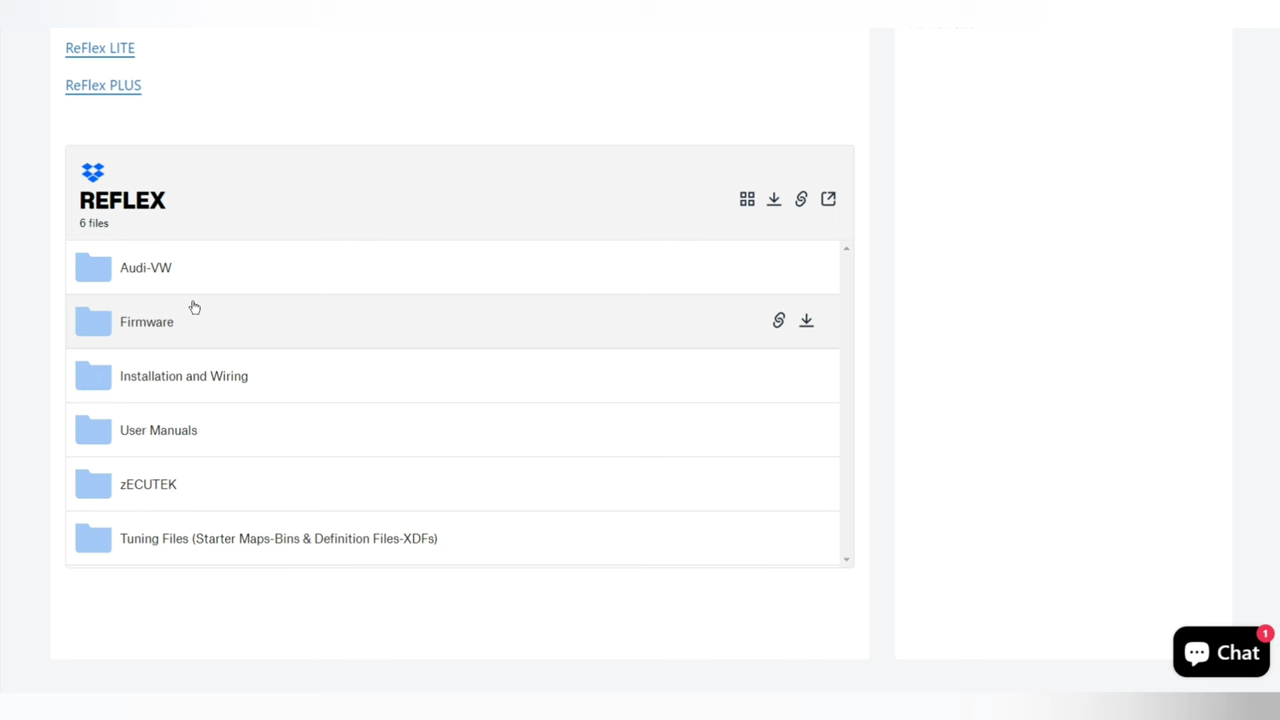 ReFlex LITE
ReFlex PLUS
REFLEX
6 files
Audi-VW
Firmware
Installation and Wiring
User Manuals
zECUTEK
Tuning Files (Starter Maps-Bins & Definition Files-XDFs)
1
Chat